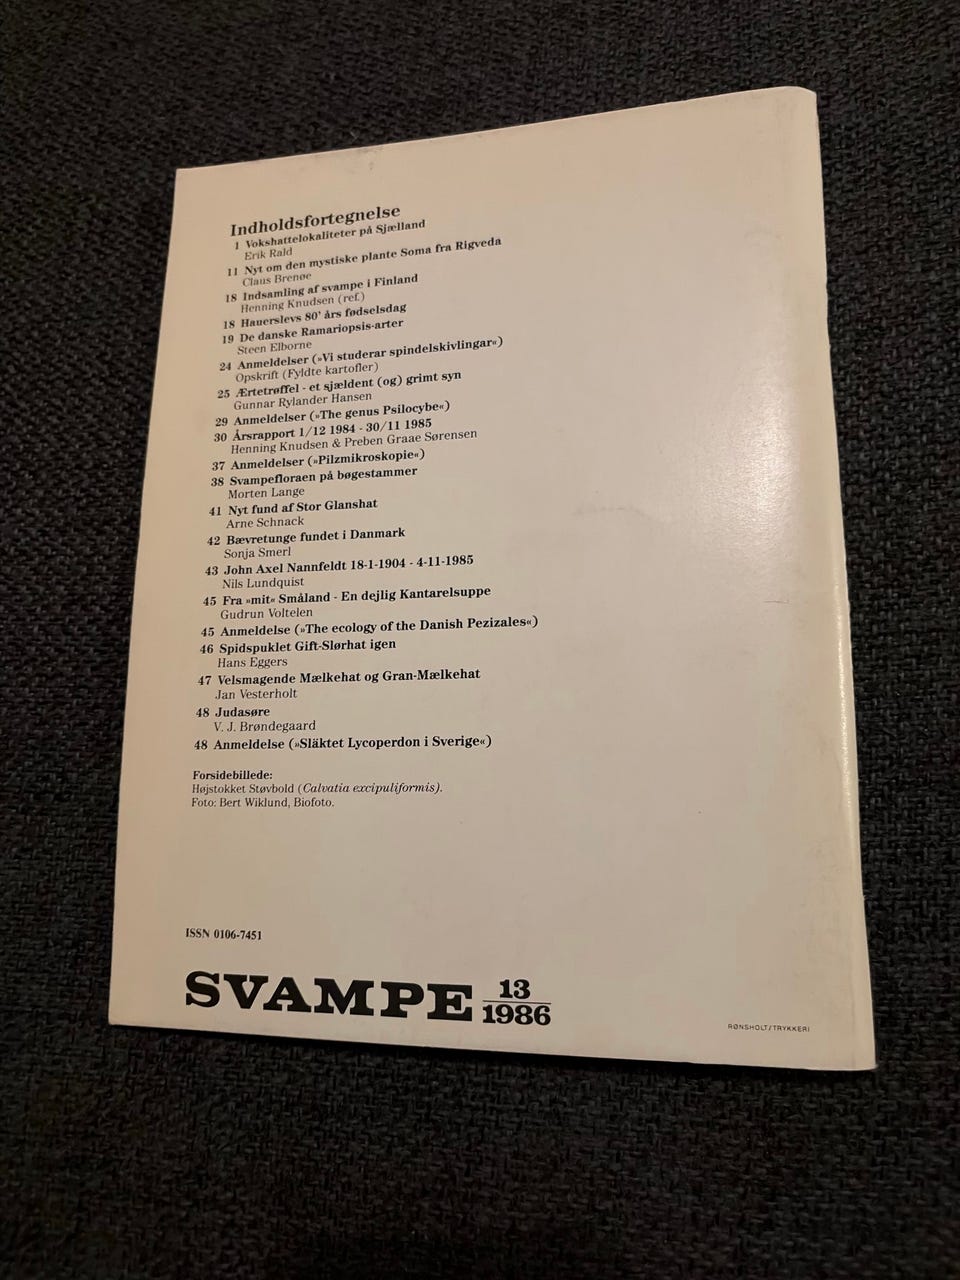 Indholdsfortegnelse
1 Vokshattelokaliteter på Sjælland
Erik Rald
11 Nyt om den mystiske plante Soma fra Rigveda
Claus Brenøe
18 Indsamling af svampe i Finland
Henning Knudsen (ref.)
18 Hauerslevs 80' års fødselsdag
19 De danske Ramariopsis-arter
Steen Elborne
24 Anmeldelser (»Vi studerar spindelskivlingar«)
Opskrift (Fyldte kartofler)
25 Ærtetrøffel - et sjældent (og) grimt syn
Gunnar Rylander Hansen
29 Anmeldelser (»The genus Psilocybe«)
30 Årsrapport 1/12 1984 - 30/11 1985
Henning Knudsen & Preben Graae Sørensen
37 Anmeldelser (»Pilzmikroskopie«)
38 Svampefloraen på bøgestammer
Morten Lange
41 Nyt fund af Stor Glanshat
Arne Schnack
42 Bævretunge fundet i Danmark
Sonja Smerl
43 John Axel Nannfeldt 18-1-1904 - 4-11-1985
Nils Lundquist
45 Fra »mit« Småland - En dejlig Kantarelsuppe
Gudrun Voltelen
45 Anmeldelse (»The ecology of the Danish Pezizales«)
46 Spidspuklet Gift-Slørhat igen
Hans Eggers
47 Velsmagende Mælkehat og Gran-Mælkehat
Jan Vesterholt
48 Judasøre
V. J. Brøndegaard
48 Anmeldelse (»Släktet Lycoperdon i Sverige«)
Forsidebillede:
Højstokket Støvbold (Calvatia excipuliformis).
Foto: Bert Wiklund, Biofoto.
ISSN 0106-7451
SVAMPE 13
1986
RØNSHOLT/TRYKKERI